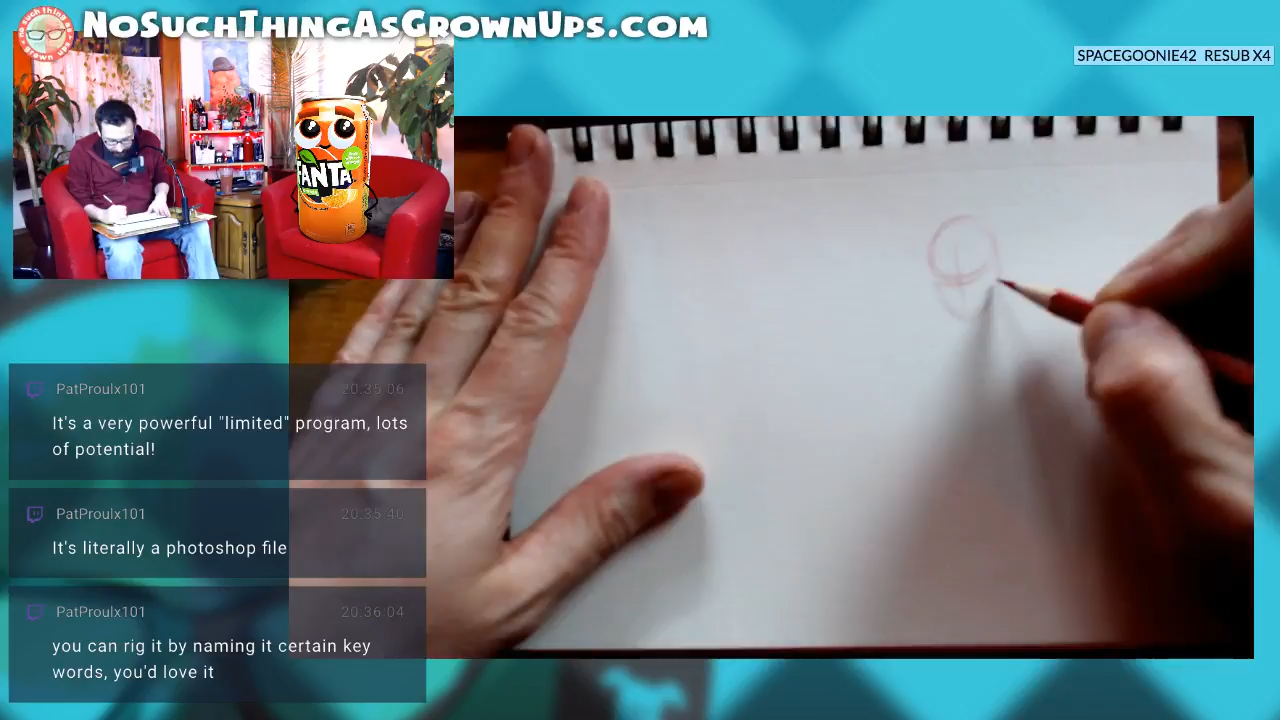 NoSuchThingAsGrownUps.com
SPACEGOONIE42 RESUB X4
FANTA
PatProulx101 20:35:06
It's a very powerful "limited" program, lots
of potential!
PatProulx101 20:35:40
It's literally a photoshop file
PatProulx101 20:36:04
you can rig it by naming it certain key
words, you'd love it